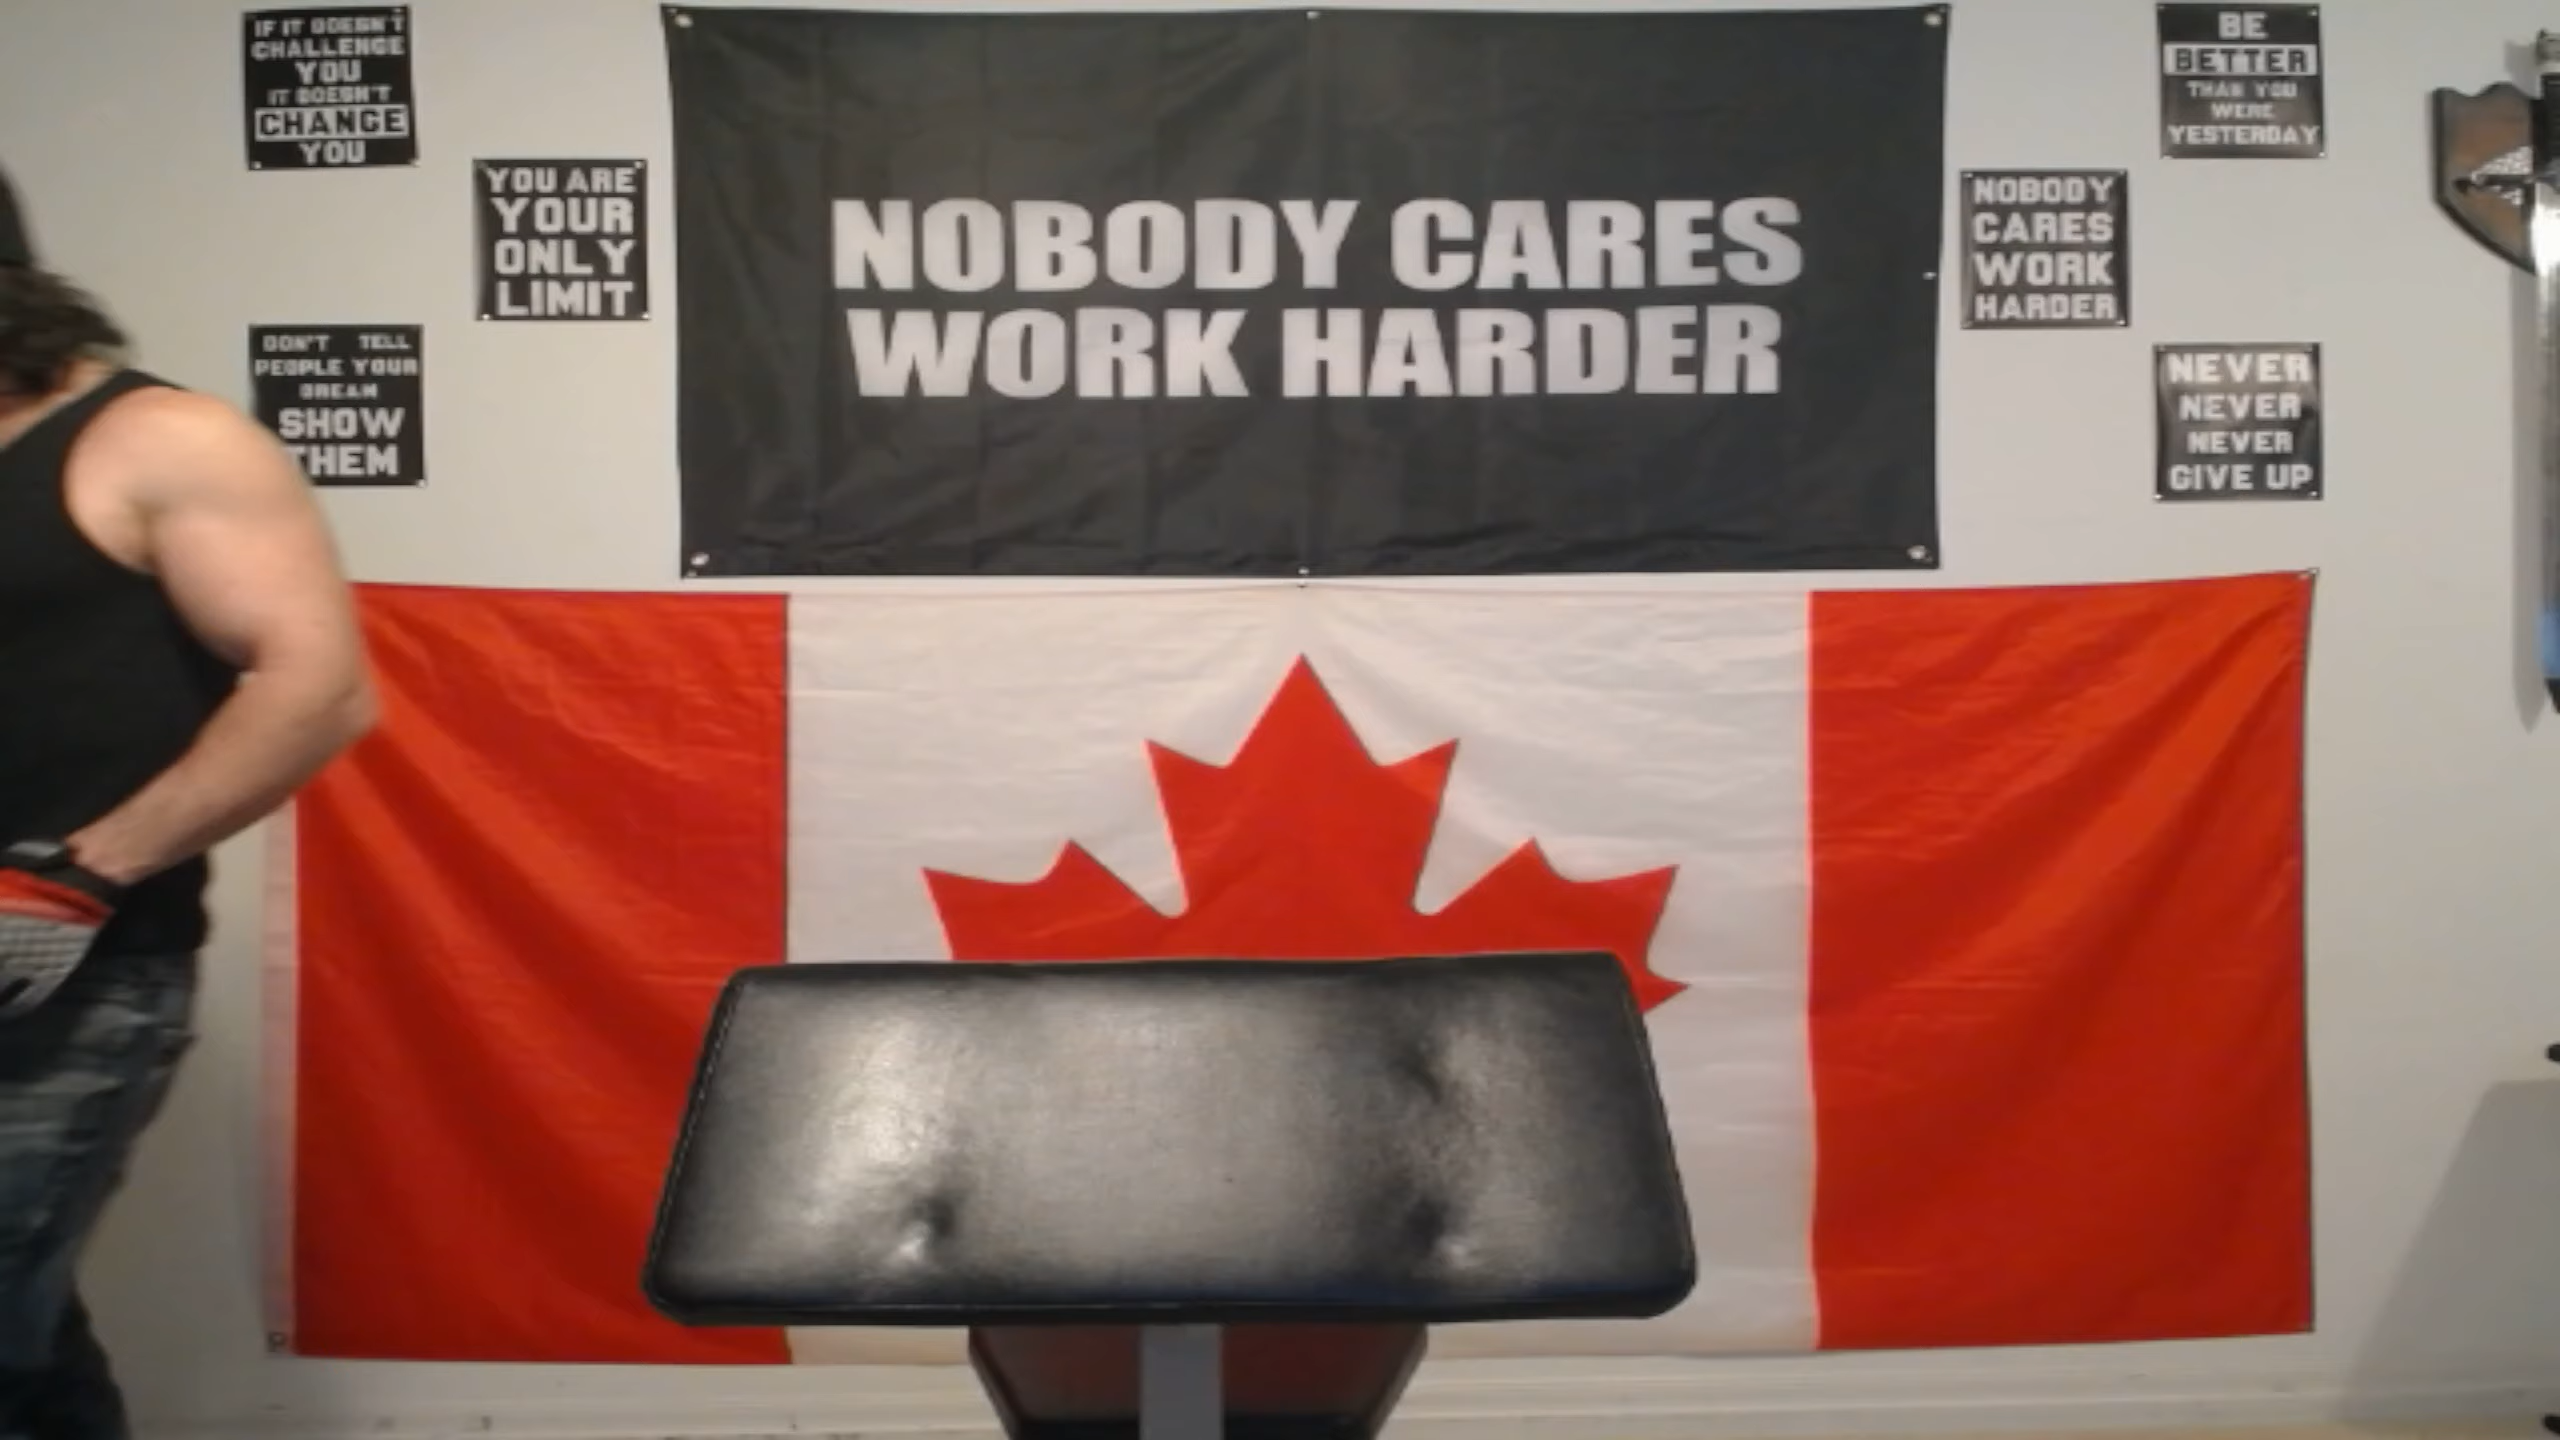 IF IT DOESN'T
CHALLENGE
YOU
IT DOESN'T
CHANGE
YOU
YOU ARE
YOUR
ONLY
LIMIT
DON'T TELL
PEOPLE YOUR
DREAM
SHOW
THEM
NOBODY CARES
WORK HARDER
NOBODY
CARES
WORK
HARDER
BE
BETTER
THAN YOU
WERE
YESTERDAY
NEVER
NEVER
NEVER
GIVE UP